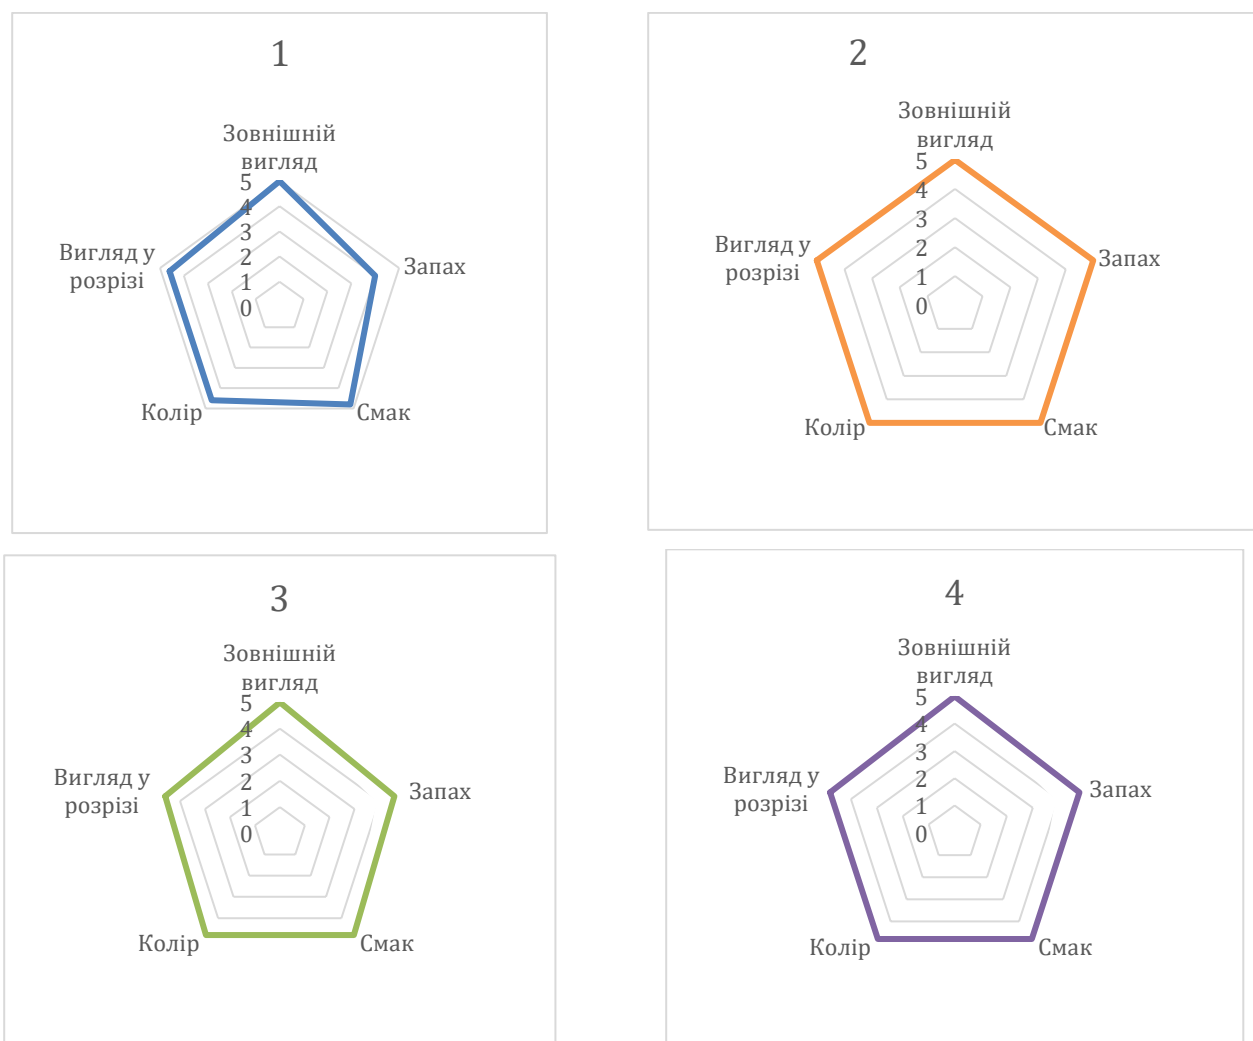 1
Зовнішній
вигляд
5
4
3
2
1
0
Запах
Смак
Колір
Вигляд у
розрізі
2
Зовнішній
вигляд
5
4
3
2
1
0
Запах
Смак
Колір
Вигляд у
розрізі
3
Зовнішній
вигляд
5
4
3
2
1
0
Запах
Смак
Колір
Вигляд у
розрізі
4
Зовнішній
вигляд
5
4
3
2
1
0
Запах
Смак
Колір
Вигляд у
розрізі